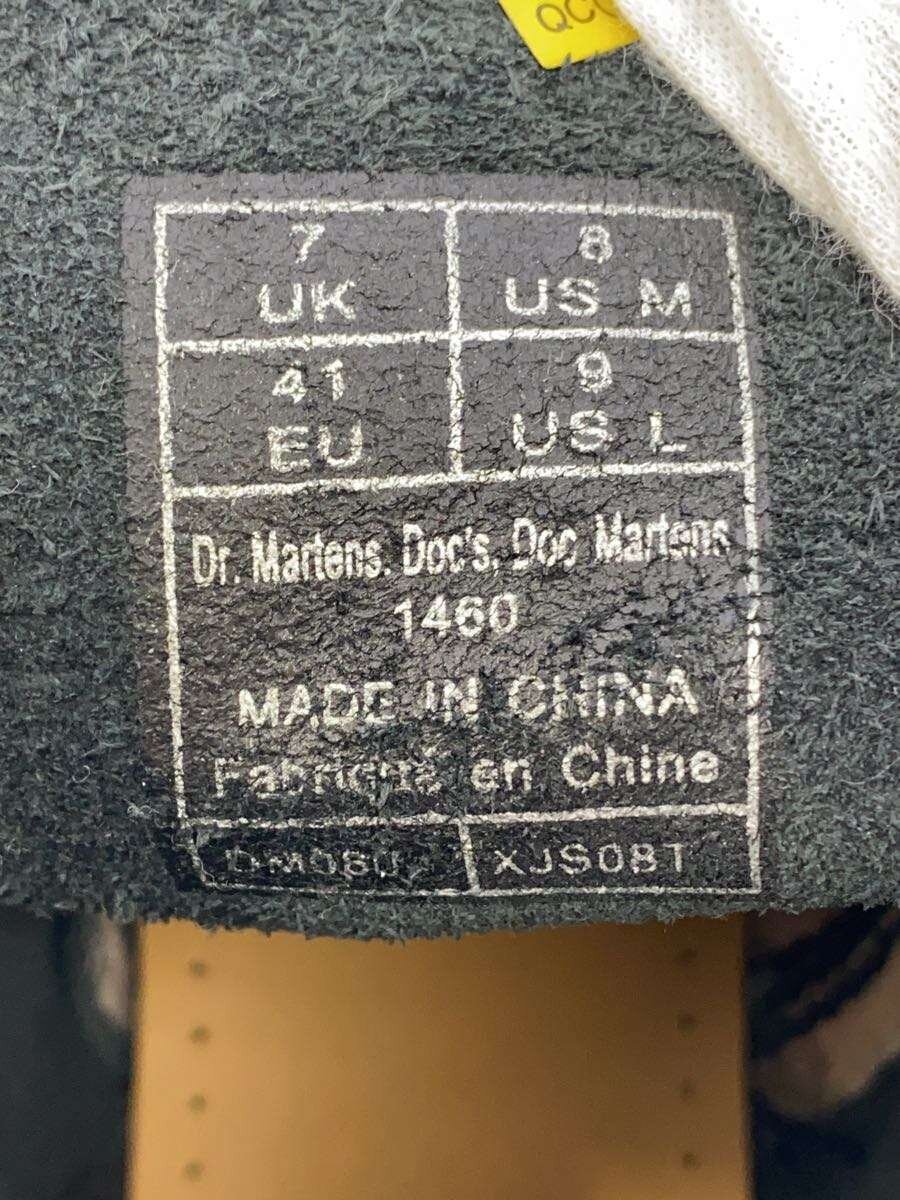 7
UK
8
US M
41
EU
9
US L
Dr. Martens. Doc's, Doc Martens
1460
MADE IN CHINA
Fabriqué en Chine
XJS08T